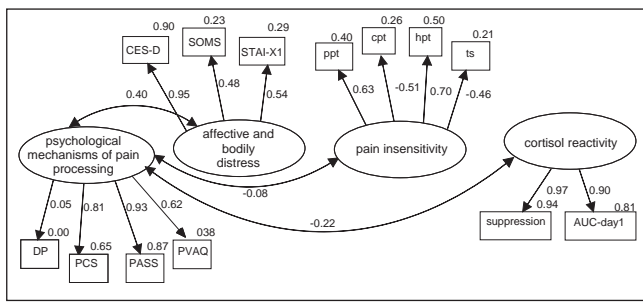 0.90
CES-D
0.23
SOMS
0.29
STAI-X1
0.95
0.48
0.54
0.40
ppt
0.26
cpt
0.50
hpt
0.21
ts
0.63
-0.51
0.70
-0.46
0.40
psychological
mechanisms of pain
processing
affective and
bodily
distress
pain insensitivity
cortisol reactivity
-0.08
-0.22
0.05
0.81
0.93
0.62
0.00
DP
0.65
PCS
0.87
PASS
038
PVAQ
0.97
0.90
0.94
suppression
0.81
AUC-day1